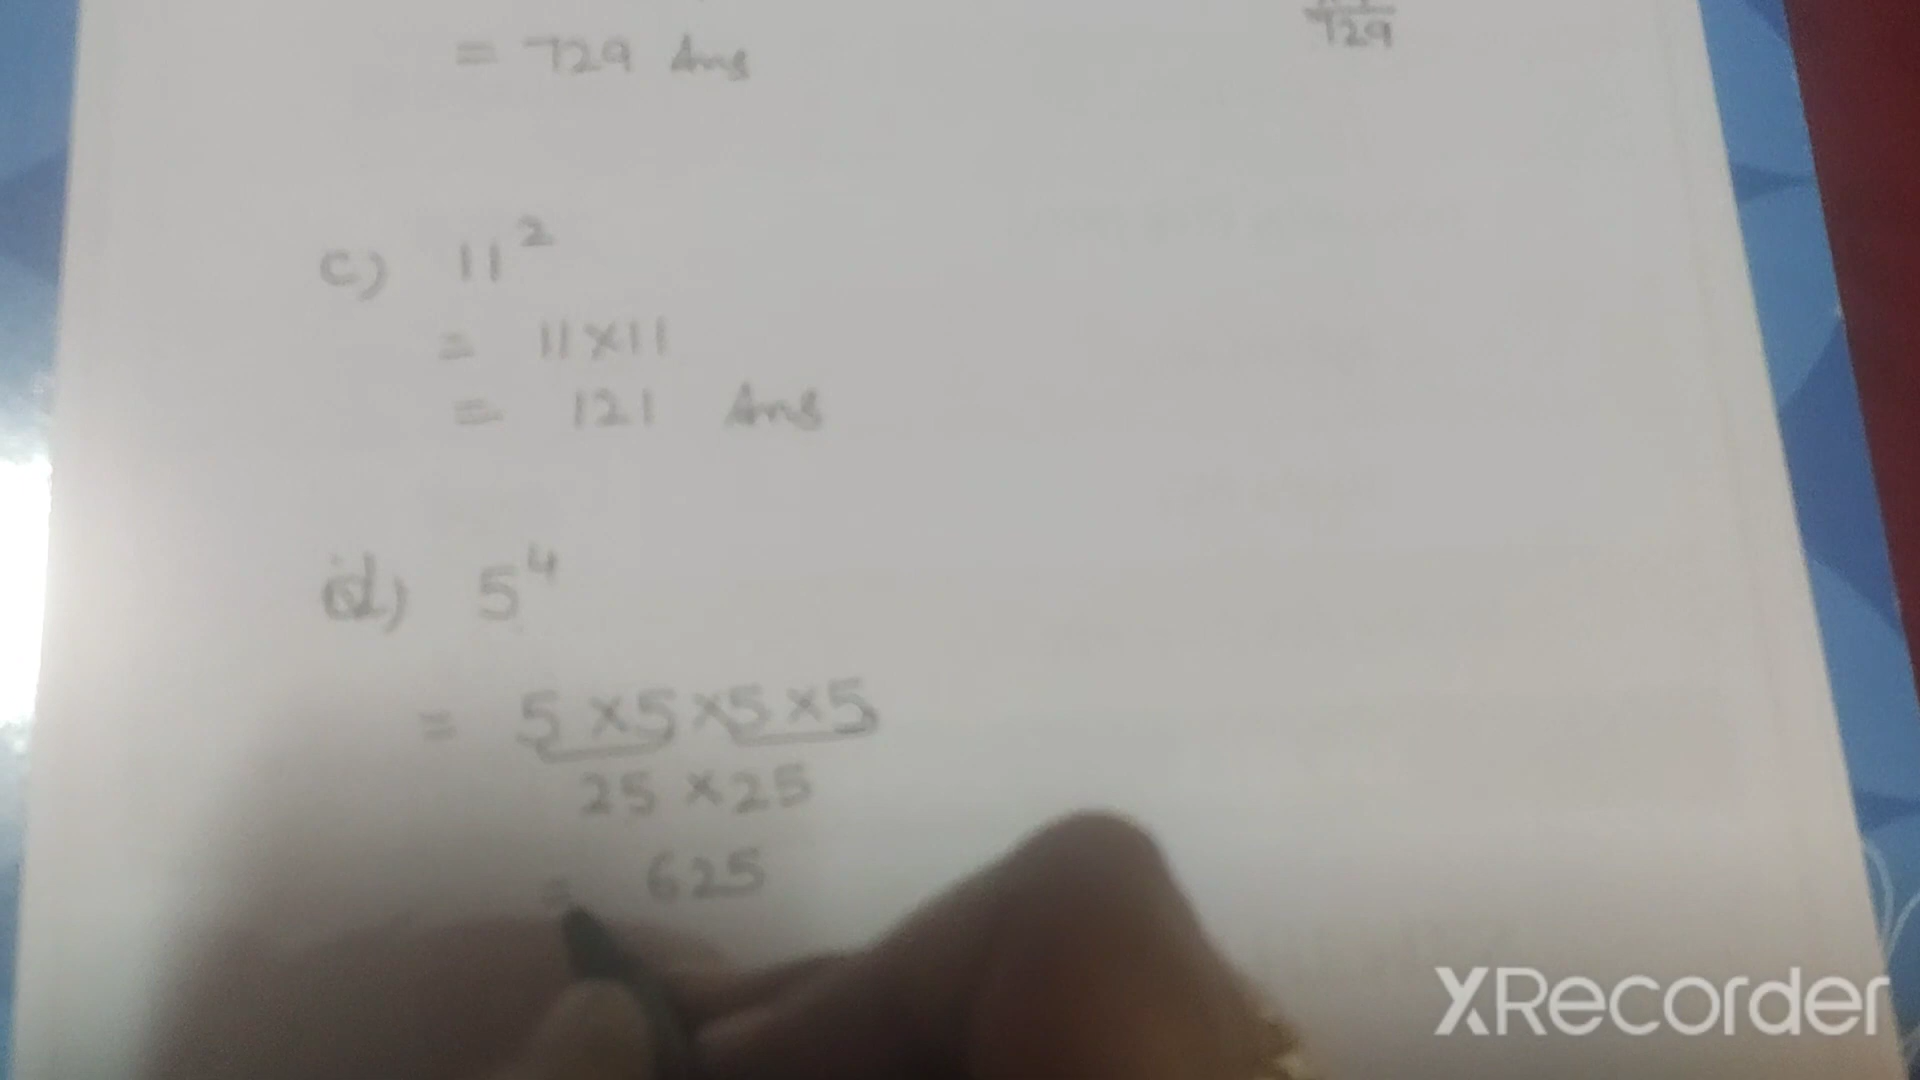 = 729 Ans
729
c) 11²
= 11×11
= 121 Ans
d) 5⁴
= 5×5×5×5
25×25
= 625
XRecorder